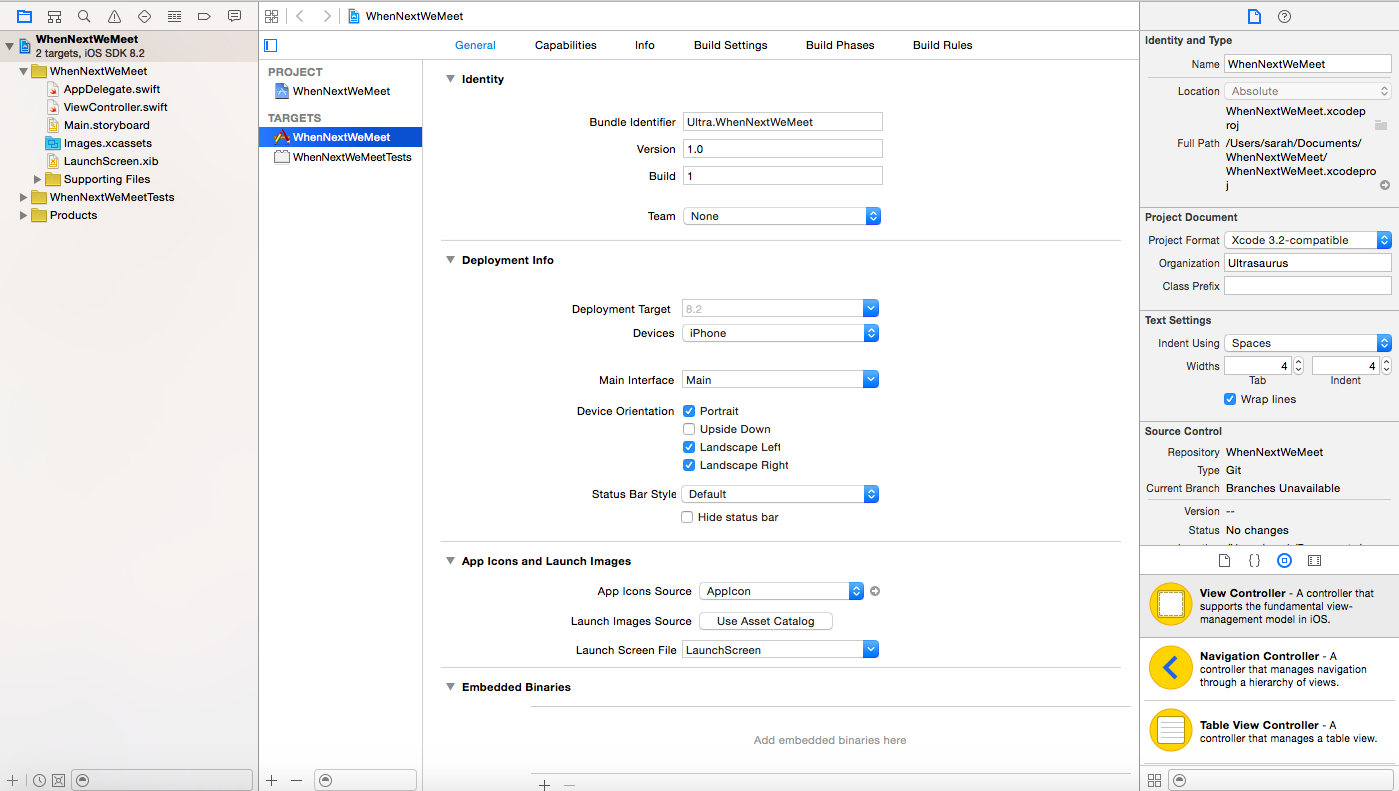 WhenNextWeMeet
2 targets, iOS SDK 8.2
WhenNextWeMeet
AppDelegate.swift
ViewController.swift
Main.storyboard
Images.xcassets
LaunchScreen.xib
Supporting Files
WhenNextWeMeetTests
Products
WhenNextWeMeet
General Capabilities Info Build Settings Build Phases Build Rules
PROJECT
WhenNextWeMeet
TARGETS
WhenNextWeMeet
WhenNextWeMeetTests
Identity
Bundle Identifier Ultra.WhenNextWeMeet
Version 1.0
Build 1
Team None
Deployment Info
Deployment Target 8.2
Devices iPhone
Main Interface Main
Device Orientation Portrait
Upside Down
Landscape Left
Landscape Right
Status Bar Style Default
Hide status bar
App Icons and Launch Images
App Icons Source AppIcon
Launch Images Source Use Asset Catalog
Launch Screen File LaunchScreen
Embedded Binaries
Add embedded binaries here
Identity and Type
Name WhenNextWeMeet
Location Absolute
WhenNextWeMeet.xcodep
roj
Full Path /Users/sarah/Documents/
WhenNextWeMeet/
WhenNextWeMeet.xcodepro
j
Project Document
Project Format Xcode 3.2-compatible
Organization Ultrasaurus
Class Prefix
Text Settings
Indent Using Spaces
Widths 4 4
Tab Indent
Wrap lines
Source Control
Repository WhenNextWeMeet
Type Git
Current Branch Branches Unavailable
Version --
Status No changes
View Controller - A controller that
supports the fundamental view-
management model in iOS.
Navigation Controller - A
controller that manages navigation
through a hierarchy of views.
Table View Controller - A
controller that manages a table view.